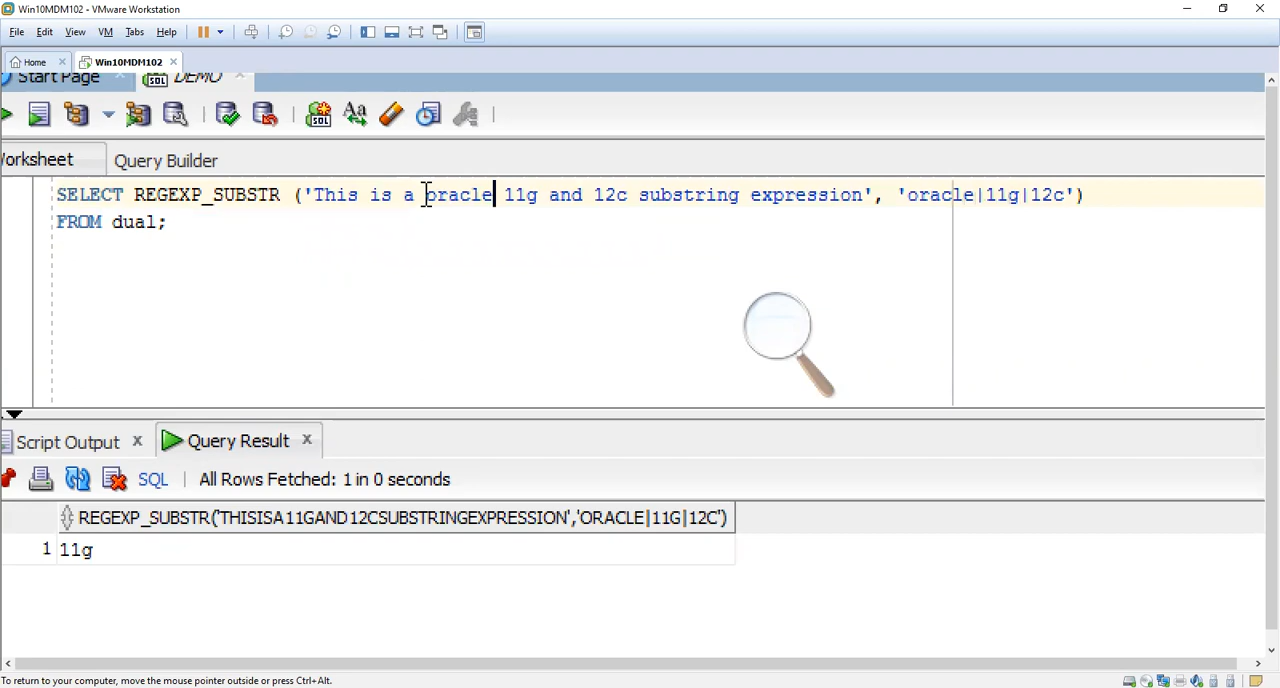 Win10MDM102 - VMware Workstation
File Edit View VM Tabs Help
Home Win10MDM102
Start Page DEMO
SQL Aa
Worksheet Query Builder
SELECT REGEXP_SUBSTR ('This is a oracle 11g and 12c substring expression', 'oracle|11g|12c')
FROM dual;
Script Output Query Result
SQL All Rows Fetched: 1 in 0 seconds
REGEXP_SUBSTR('THISISA11GAND12CSUBSTRINGEXPRESSION','ORACLE|11G|12C')
1 11g
To return to your computer, move the mouse pointer outside or press Ctrl+Alt.